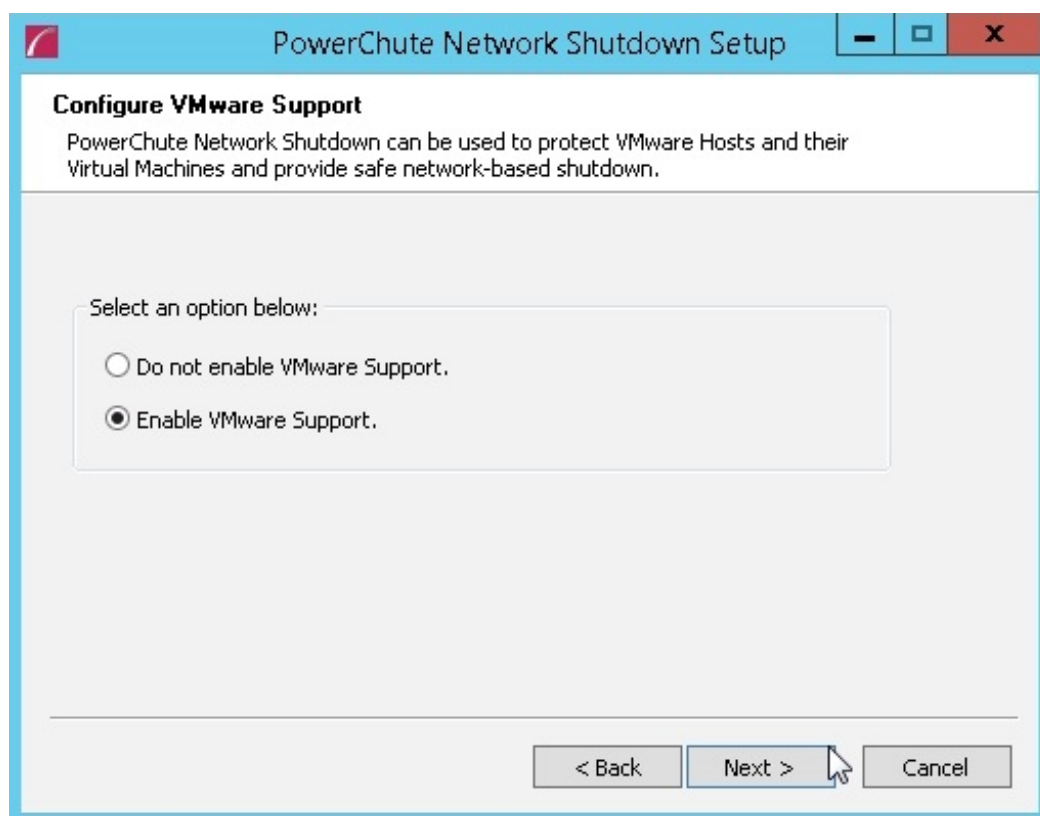 PowerChute Network Shutdown Setup
Configure VMware Support
PowerChute Network Shutdown can be used to protect VMware Hosts and their
Virtual Machines and provide safe network-based shutdown.
Select an option below:
Do not enable VMware Support.
Enable VMware Support.
< Back Next > Cancel